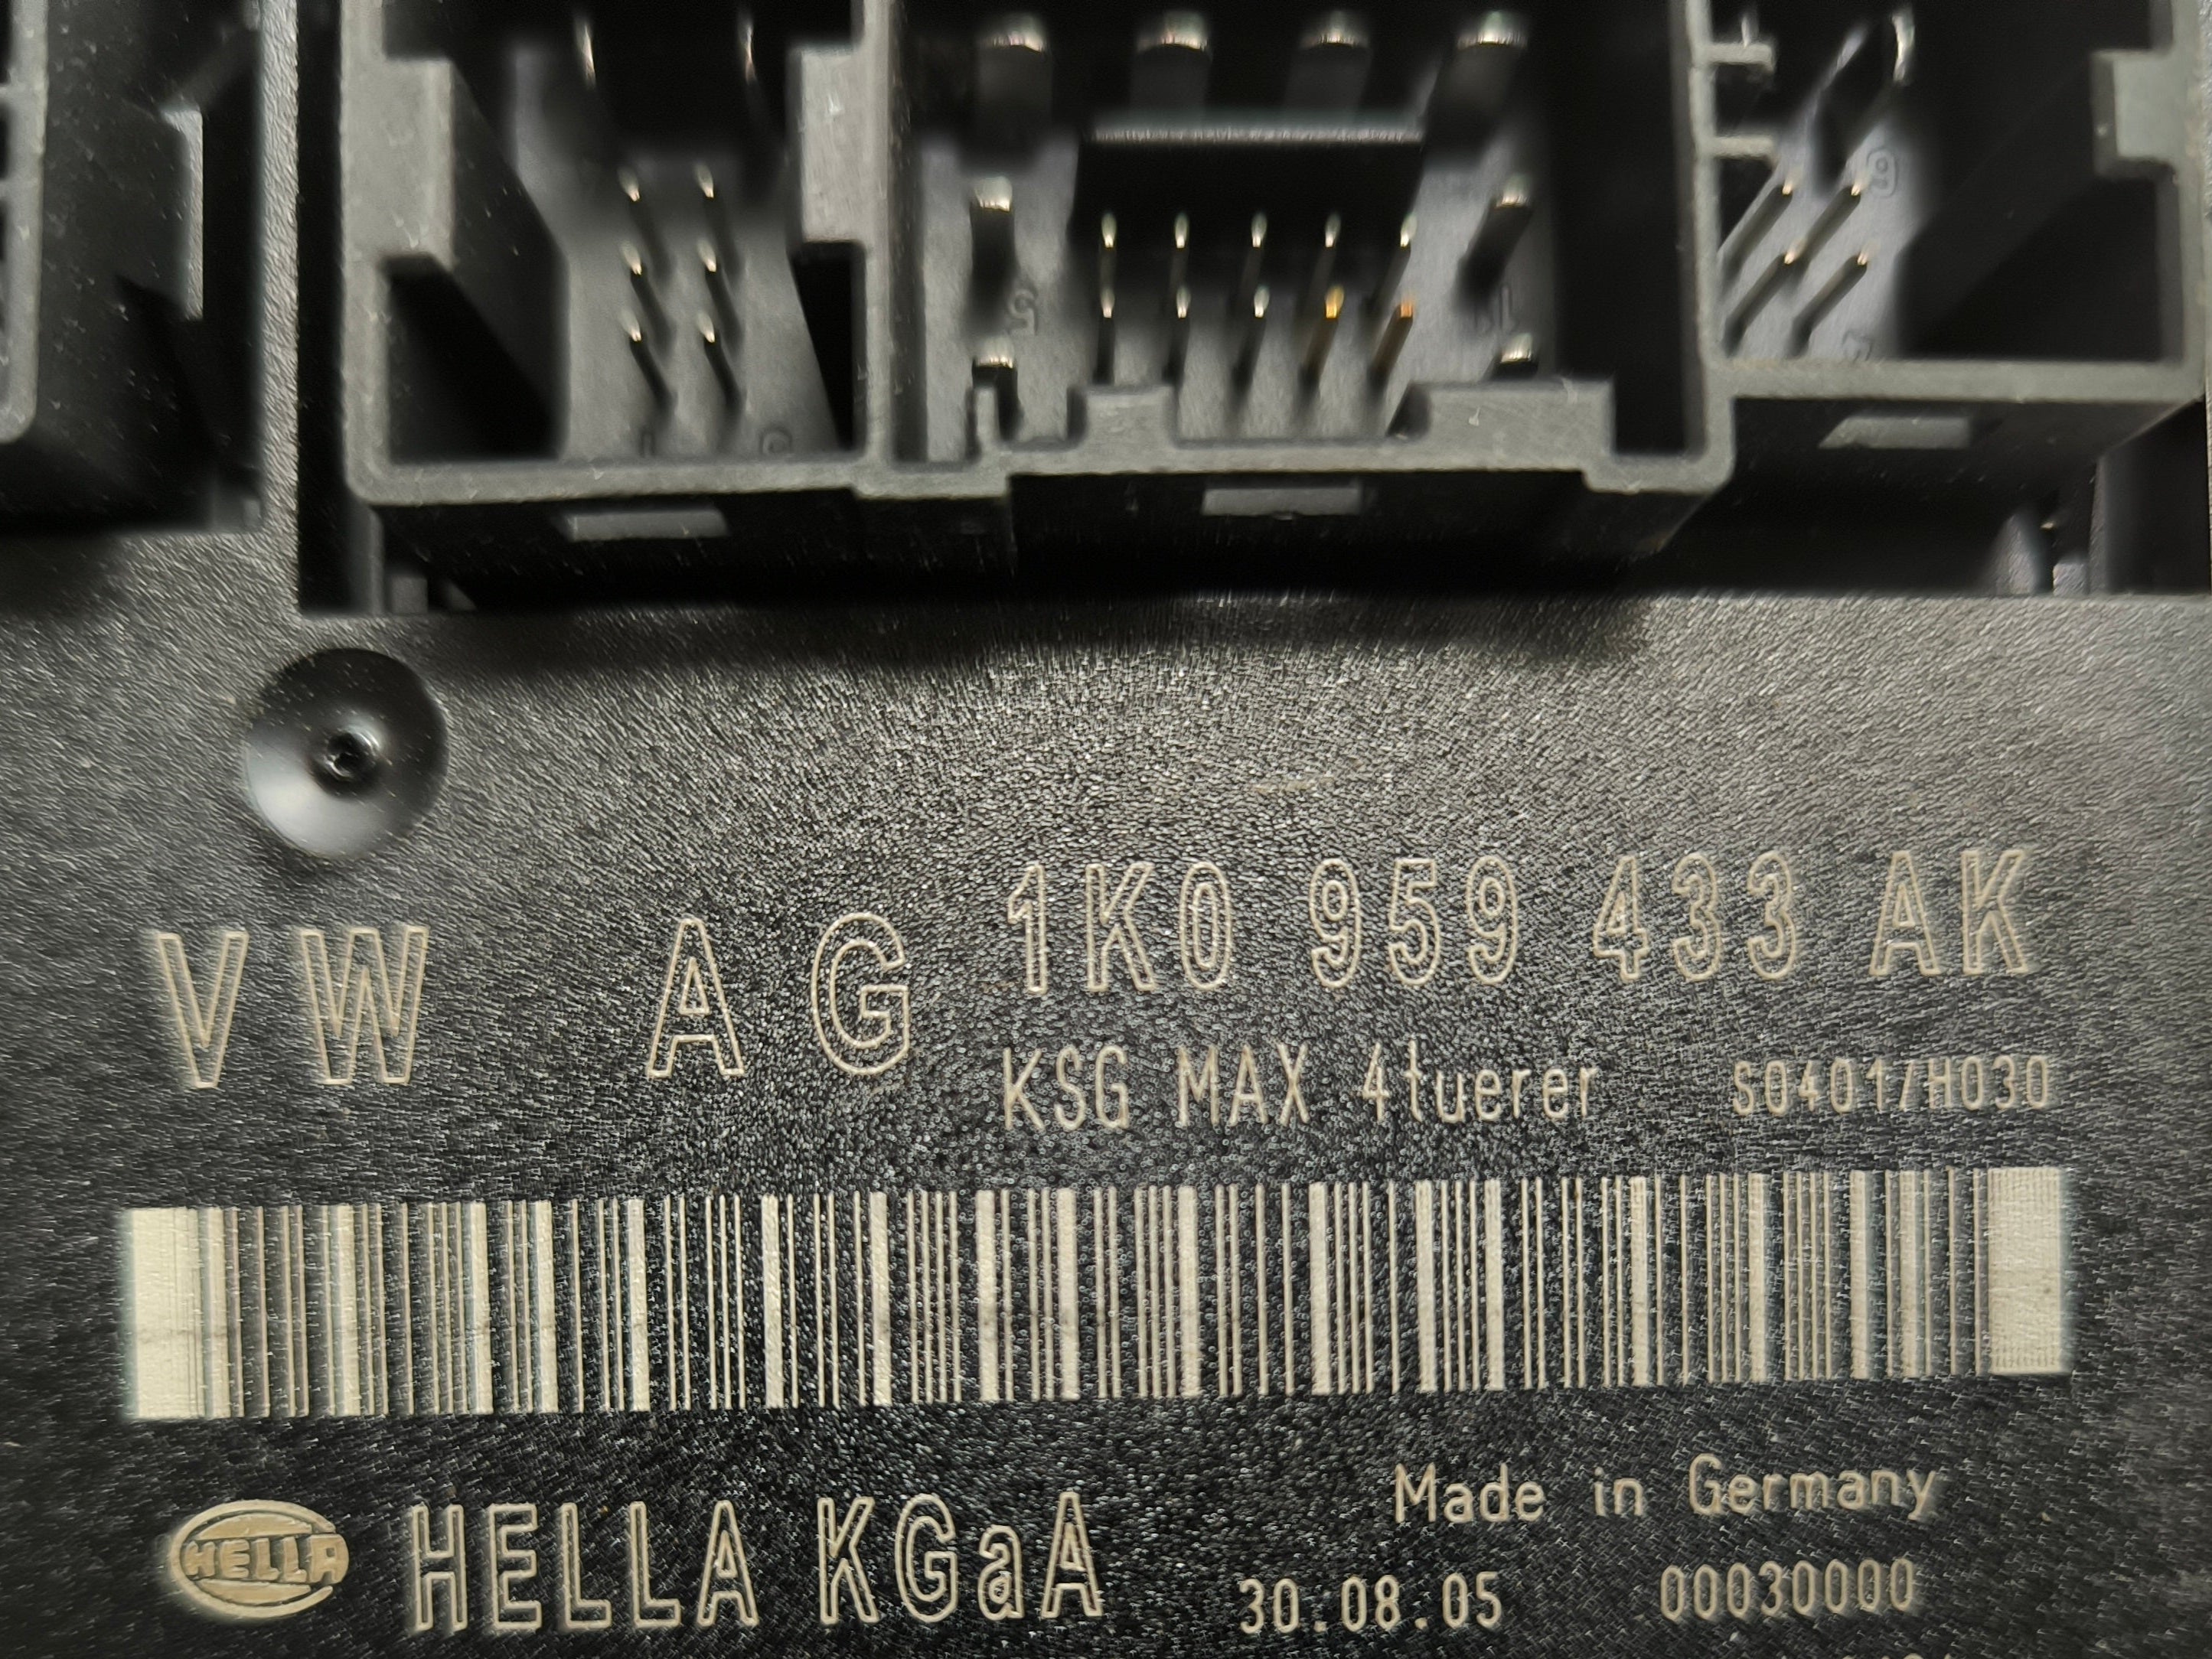 VW AG 1K0 959 433 AK
KSG MAX 4tuerer S0401/H030
HELLA HELLA KGaA
Made in Germany
30.08.05 00030000